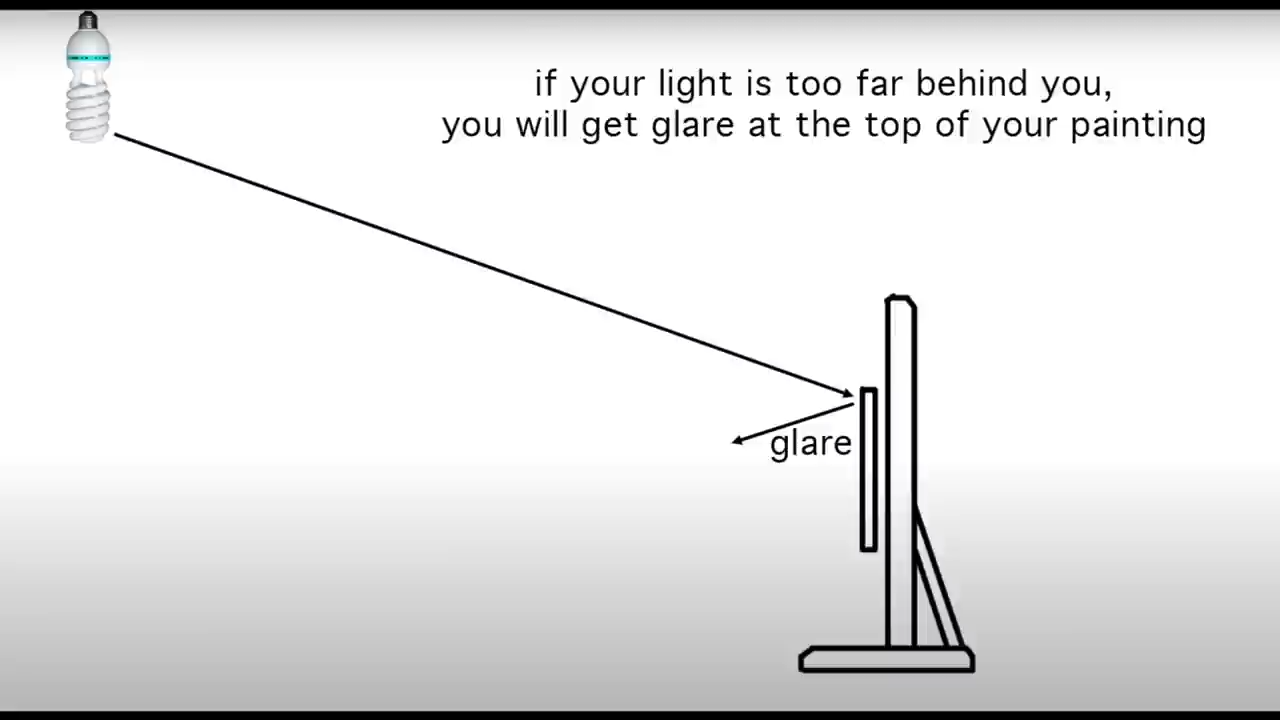 if your light is too far behind you,
you will get glare at the top of your painting
glare